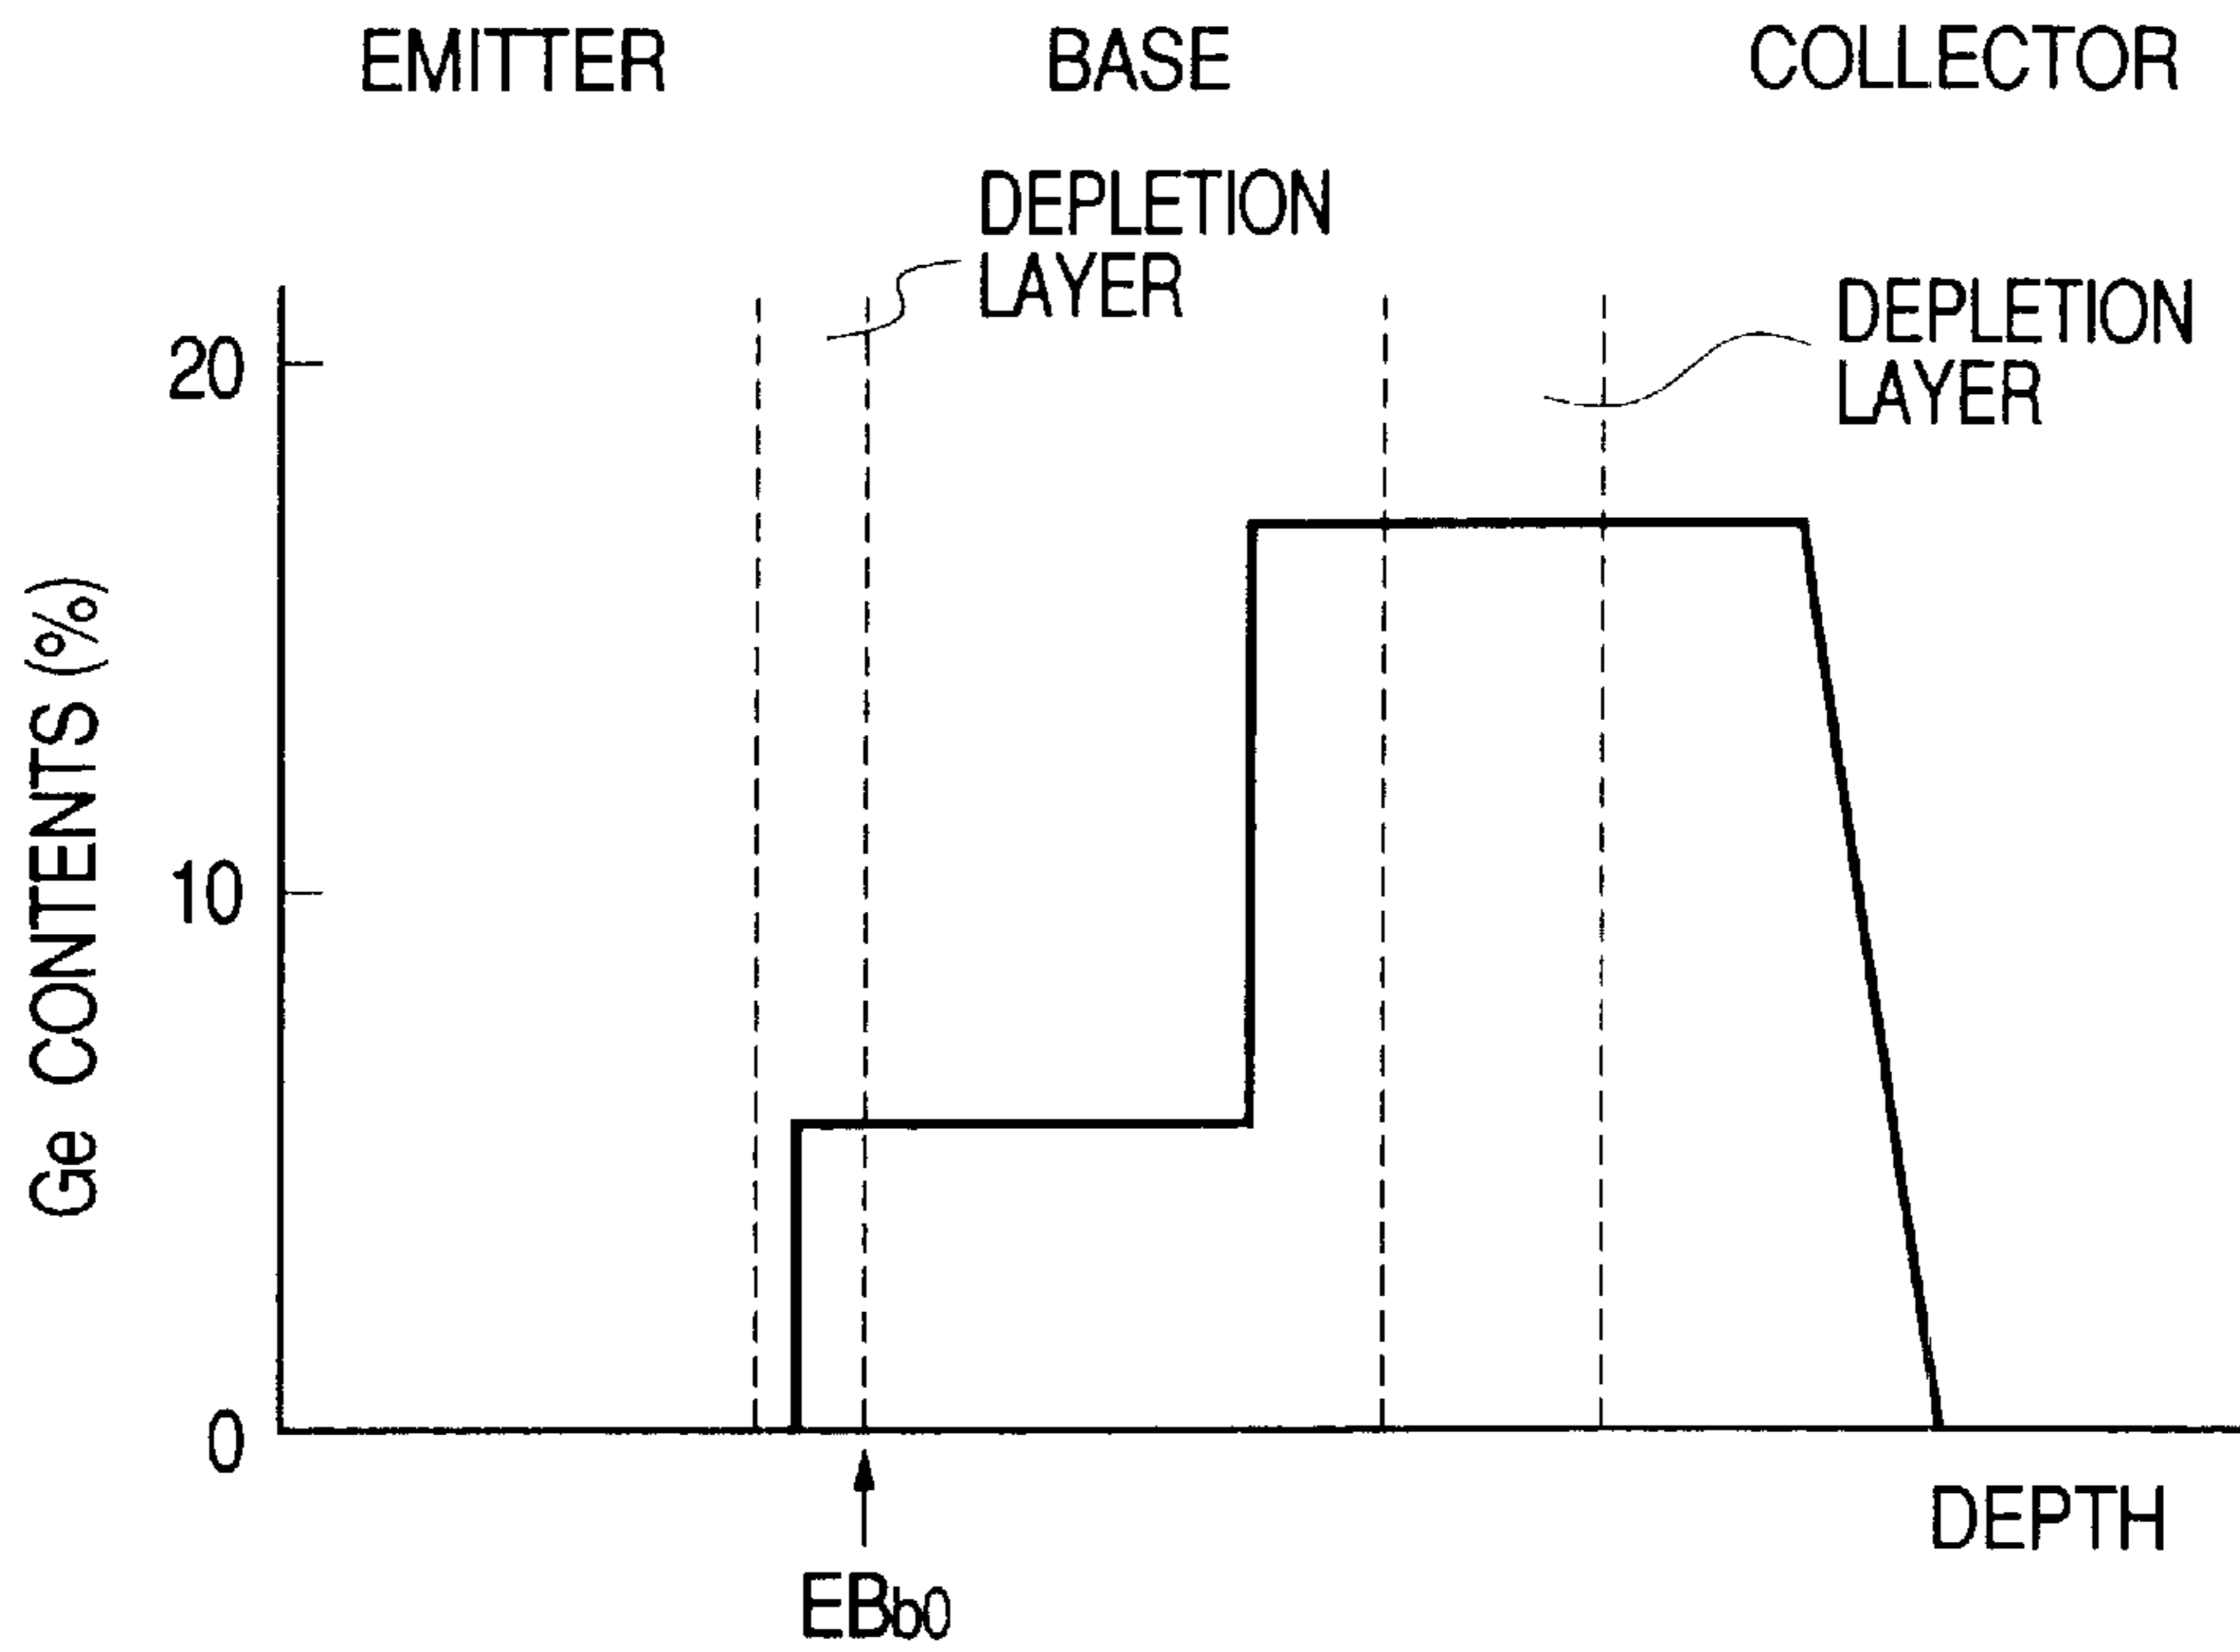 EMITTER BASE COLLECTOR
DEPLETION
LAYER
DEPLETION
LAYER
20
10
0
Ge CONTENTS (%)
DEPTH
EBb0